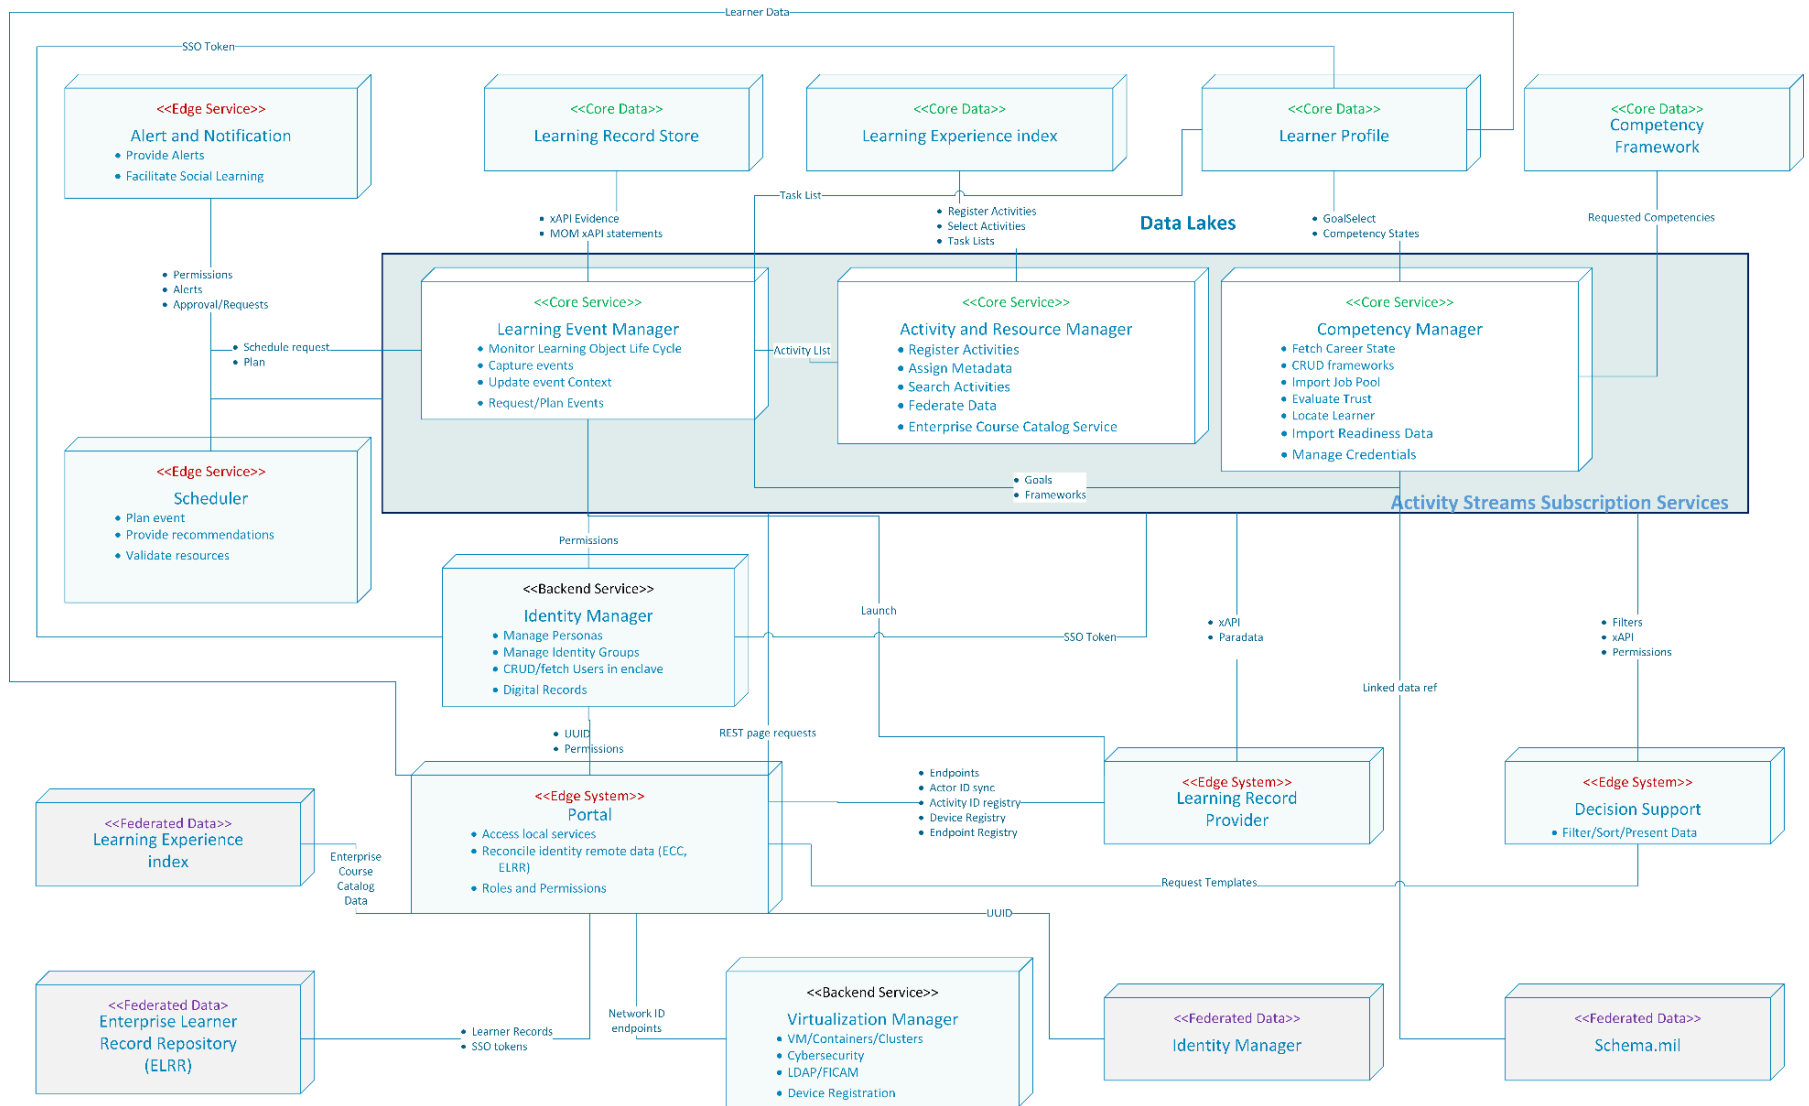 Learner Data
SSO Token
<<Edge Service>>
Alert and Notification
• Provide Alerts
• Facilitate Social Learning
<<Core Data>>
Learning Record Store
<<Core Data>>
Learning Experience index
<<Core Data>>
Learner Profile
<<Core Data>>
Competency
Framework
Task List
• xAPI Evidence
• MOM xAPI statements
• Register Activities
• Select Activities
• Task Lists
Data Lakes
• GoalSelect
• Competency States
Requested Competencies
• Permissions
• Alerts
• Approval/Requests
• Schedule request
• Plan
<<Core Service>>
Learning Event Manager
• Monitor Learning Object Life Cycle
• Capture events
• Update event Context
• Request/Plan Events
Activity LIst
<<Core Service>>
Activity and Resource Manager
• Register Activities
• Assign Metadata
• Search Activities
• Federate Data
• Enterprise Course Catalog Service
<<Core Service>>
Competency Manager
• Fetch Career State
• CRUD frameworks
• Import Job Pool
• Evaluate Trust
• Locate Learner
• Import Readiness Data
• Manage Credentials
• Goals
• Frameworks
Activity Streams Subscription Services
<<Edge Service>>
Scheduler
• Plan event
• Provide recommendations
• Validate resources
Permissions
<<Backend Service>>
Identity Manager
• Manage Personas
• Manage Identity Groups
• CRUD/fetch Users in enclave
• Digital Records
Launch
SSO Token
• xAPI
• Paradata
• Filters
• xAPI
• Permissions
Linked data ref
• UUID
• Permissions
REST page requests
<<Edge System>>
Portal
• Access local services
• Reconcile identity remote data (ECC,
ELRR)
• Roles and Permissions
• Endpoints
• Actor ID sync
• Activity ID registry
• Device Registry
• Endpoint Registry
<<Edge System>>
Learning Record
Provider
<<Edge System>>
Decision Support
• Filter/Sort/Present Data
<<Federated Data>>
Learning Experience
index
Enterprise
Course
Catalog
Data
Request Templates
UUID
<<Federated Data>
Enterprise Learner
Record Repository
(ELRR)
• Learner Records
• SSO tokens
Network ID
endpoints
<<Backend Service>>
Virtualization Manager
• VM/Containers/Clusters
• Cybersecurity
• LDAP/FICAM
• Device Registration
<<Federated Data>>
Identity Manager
<<Federated Data>>
Schema.mil